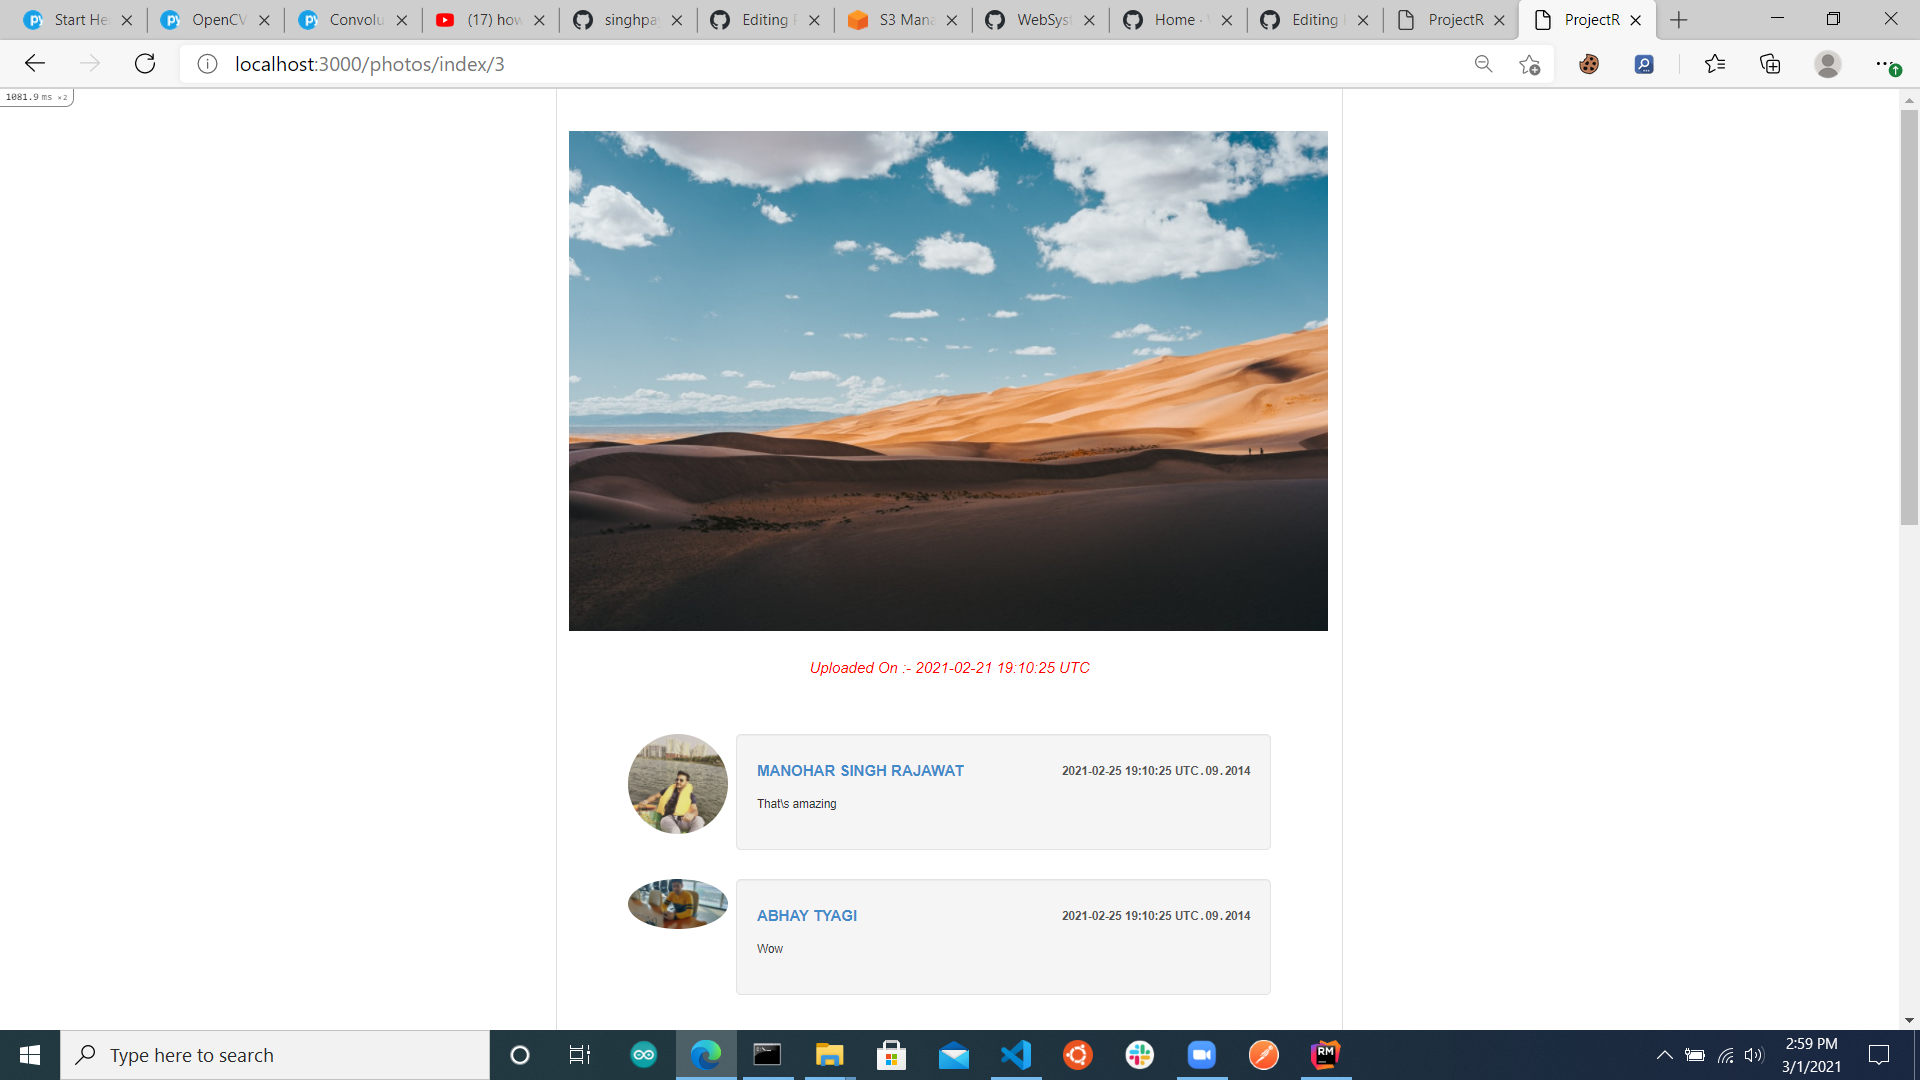 Start He
OpenCV
Convolu
(17) how
singhpay
Editing P
S3 Mana
WebSyst
Home ·
Editing
ProjectR
ProjectR
localhost:3000/photos/index/3
1081.9 ms ×2
Uploaded On :- 2021-02-21 19:10:25 UTC
MANOHAR SINGH RAJAWAT 2021-02-25 19:10:25 UTC.09.2014
That\s amazing
ABHAY TYAGI 2021-02-25 19:10:25 UTC.09.2014
Wow
Type here to search
RM
2:59 PM
3/1/2021